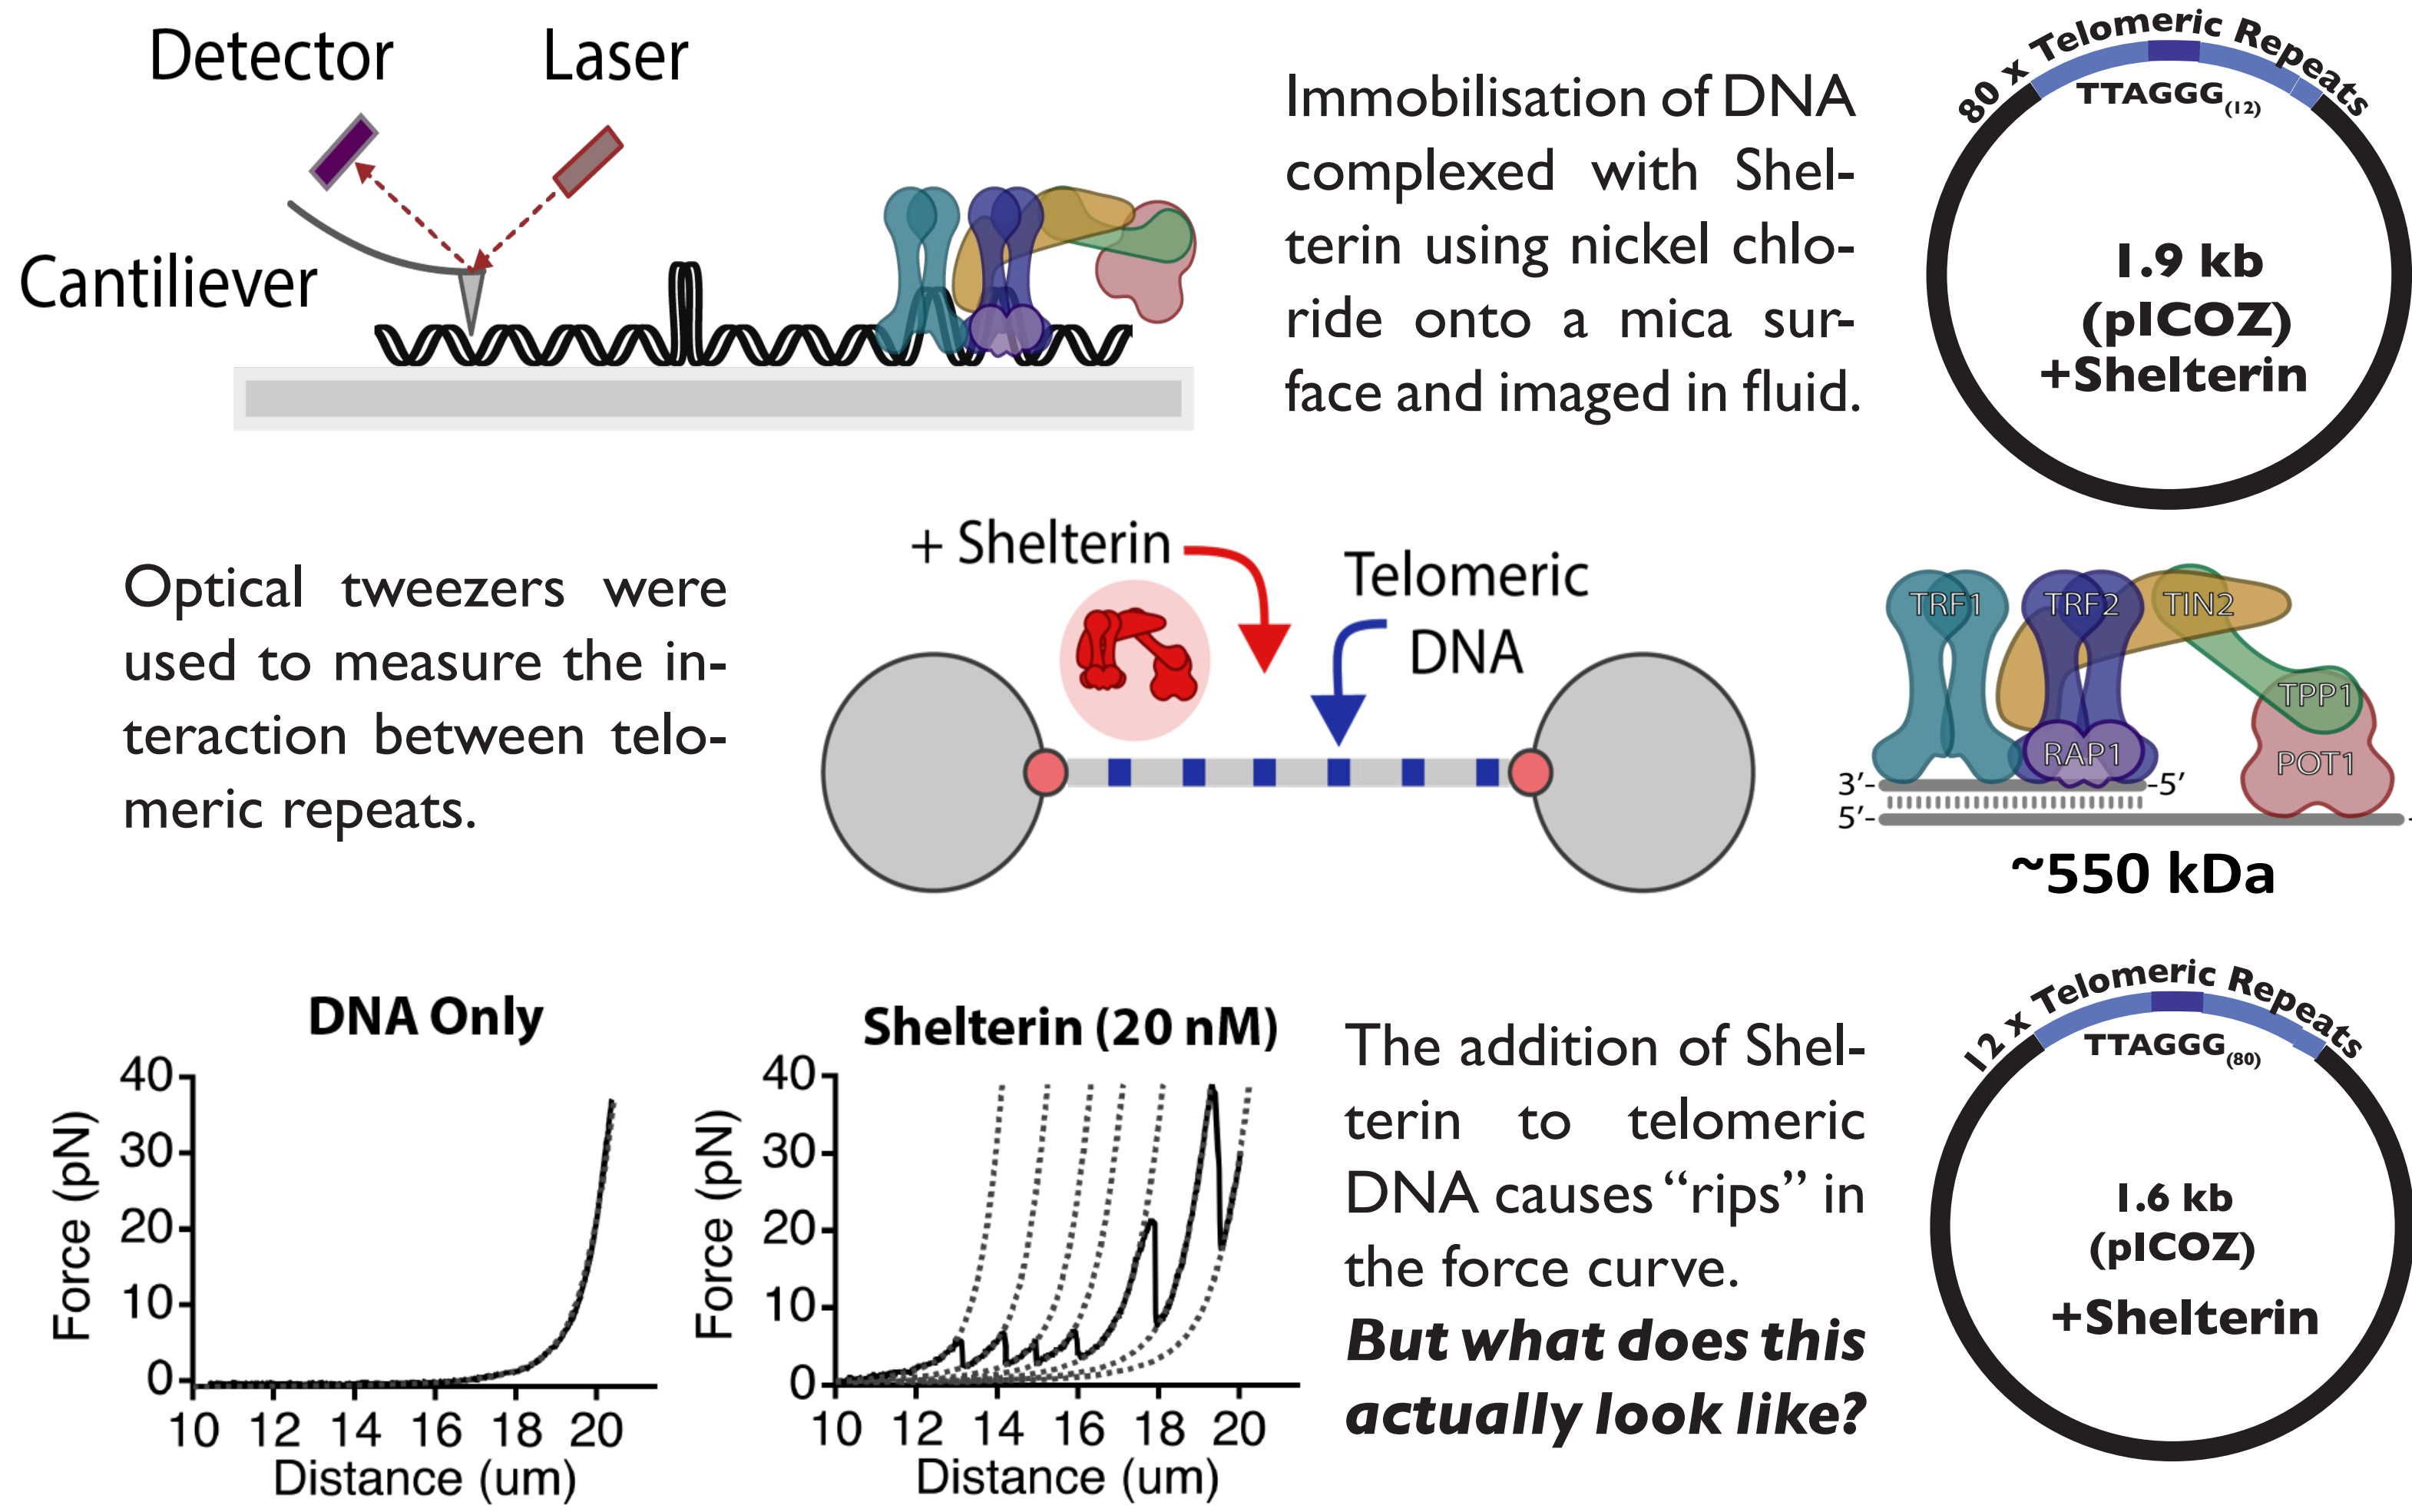 Detector
Laser
Cantiliever
Immobilisation of DNA
complexed with Shel-
terin using nickel chlo-
ride onto a mica sur-
face and imaged in fluid.
80 x Telomeric Repeats
TTAGGG(12)
1.9 kb
(pICOZ)
+Shelterin
Optical tweezers were
used to measure the in-
teraction between telo-
meric repeats.
+ Shelterin
Telomeric
DNA
TRF1
TRF2
TIN2
TPP1
RAP1
POT1
3’-
-5’
5’-
~550 kDa
DNA Only
Force (pN)
40
30
20
10
0
10 12 14 16 18 20
Distance (um)
Shelterin (20 nM)
Force (pN)
40
30
20
10
0
10 12 14 16 18 20
Distance (um)
The addition of Shel-
terin to telomeric
DNA causes “rips” in
the force curve.
But what does this
actually look like?
12 x Telomeric Repeats
TTAGGG(80)
1.6 kb
(pICOZ)
+Shelterin